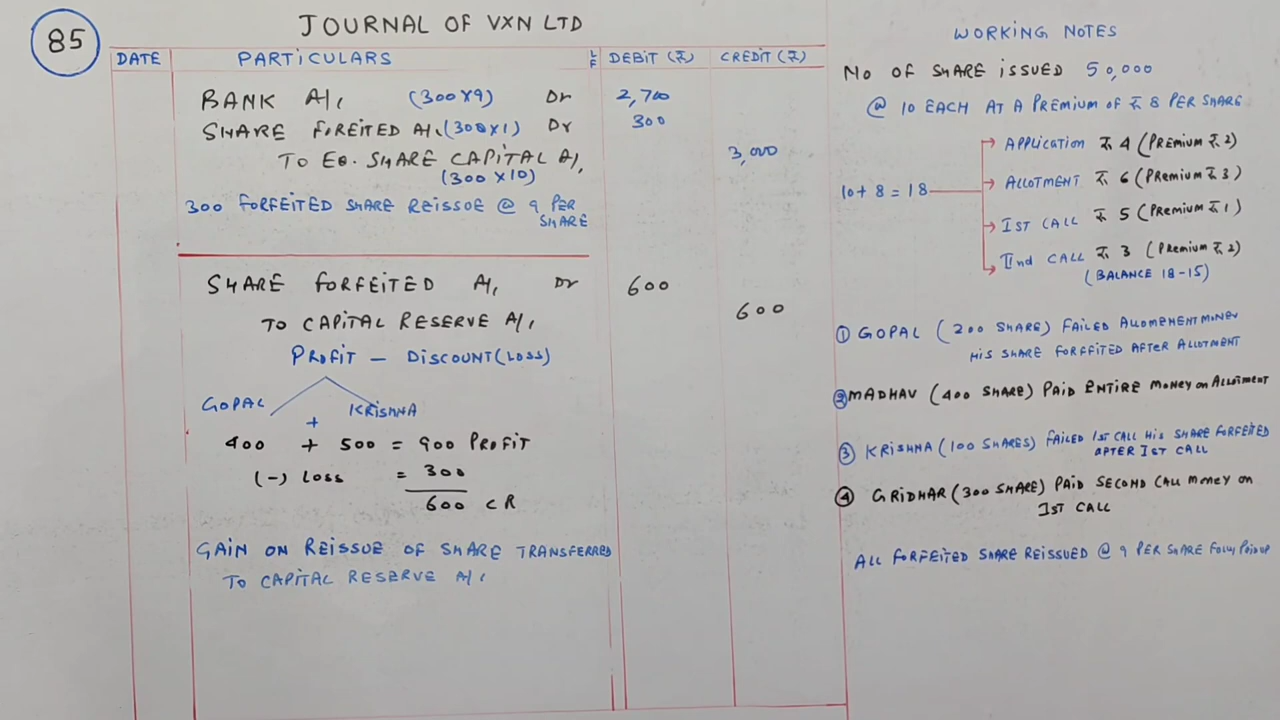 85
JOURNAL OF VXN LTD
DATE PARTICULARS LF DEBIT (₹) CREDIT (₹)
BANK A/c (300×9) Dr 2,700
SHARE FOREITED A/c (300×1) Dr 300
TO EQ. SHARE CAPITAL A/c 3,000
(300×10)
300 FORFEITED SHARE REISSUE @ 9 PER
SHARE
SHARE FORFEITED A/c Dr 600
TO CAPITAL RESERVE A/c 600
PROFIT – DISCOUNT (LOSS)
GOPAL + KRISHNA
400 + 500 = 900 PROFIT
(-) LOSS = 300
600 CR
GAIN ON REISSUE OF SHARE TRANSFERRED
TO CAPITAL RESERVE A/c
WORKING NOTES
NO OF SHARE ISSUED 50,000
@ 10 EACH AT A PREMIUM OF ₹ 8 PER SHARE
10+8=18
APPLICATION ₹ 4 (PREMIUM ₹ 2)
ALLOTMENT ₹ 6 (PREMIUM ₹ 3)
IST CALL ₹ 5 (PREMIUM ₹ 1)
IInd CALL ₹ 3 (PREMIUM ₹ 2)
(BALANCE 18-15)
① GOPAL (200 SHARE) FAILED MONEY
HIS SHARE FORFFITED AFTER ALLOTMENT
② MADHAV (400 SHARE) PAID ENTIRE MONEY ON ALLOTMENT
③ KRISHNA (100 SHARES) FAILED IST CALL HIS SHARE FORFEITED
AFTER IST CALL
④ GRIDHAR (300 SHARE) PAID SECOND CALL MONEY ON
IST CALL
ALL FORFEITED SHARE REISSUED @ 9 PER SHARE FULLY PAIDUP